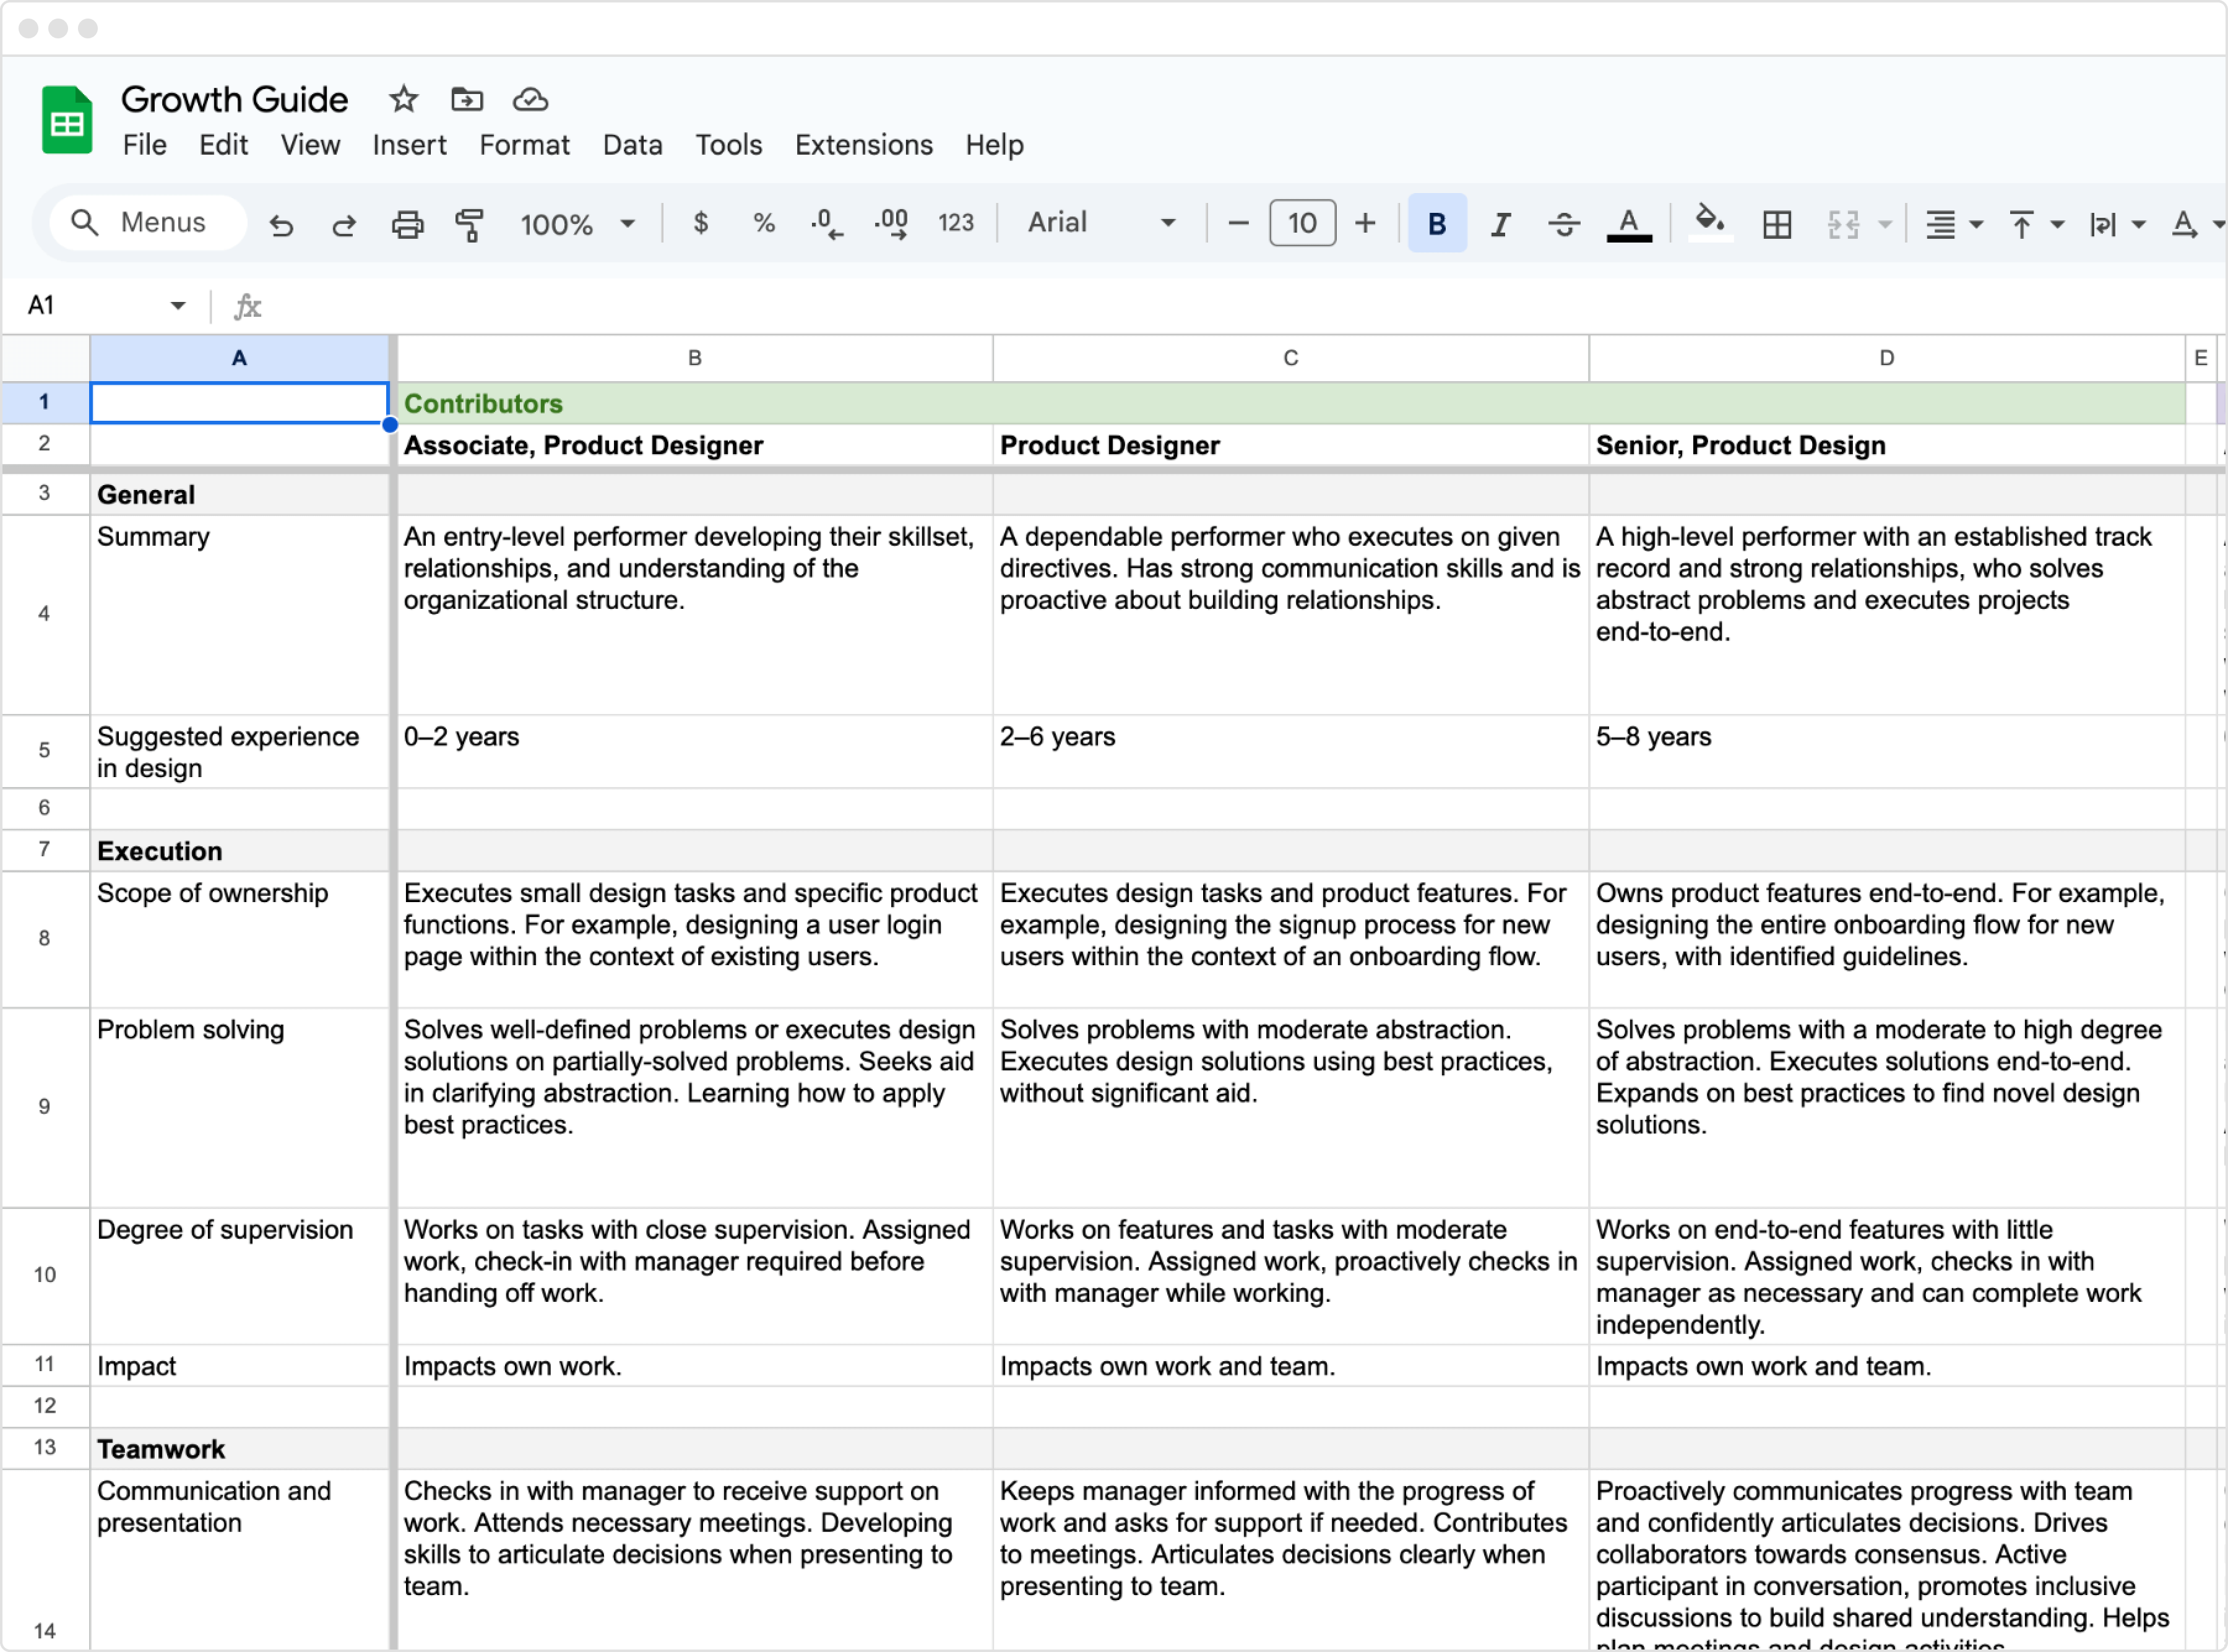 Growth Guide
File Edit View Insert Format Data Tools Extensions Help
Menus 100% $ % .0 .00 123 Arial 10 B I S A A
A1 fx
A B C D E
1 Contributors
2 Associate, Product Designer Product Designer Senior, Product Design
3 General
4
Summary
An entry-level performer developing their skillset,
relationships, and understanding of the
organizational structure.
A dependable performer who executes on given
directives. Has strong communication skills and is
proactive about building relationships.
A high-level performer with an established track
record and strong relationships, who solves
abstract problems and executes projects
end-to-end.
5
Suggested experience
in design
0–2 years
2–6 years
5–8 years
6
7 Execution
8
Scope of ownership
Executes small design tasks and specific product
functions. For example, designing a user login
page within the context of existing users.
Executes design tasks and product features. For
example, designing the signup process for new
users within the context of an onboarding flow.
Owns product features end-to-end. For example,
designing the entire onboarding flow for new
users, with identified guidelines.
9
Problem solving
Solves well-defined problems or executes design
solutions on partially-solved problems. Seeks aid
in clarifying abstraction. Learning how to apply
best practices.
Solves problems with moderate abstraction.
Executes design solutions using best practices,
without significant aid.
Solves problems with a moderate to high degree
of abstraction. Executes solutions end-to-end.
Expands on best practices to find novel design
solutions.
10
Degree of supervision
Works on tasks with close supervision. Assigned
work, check-in with manager required before
handing off work.
Works on features and tasks with moderate
supervision. Assigned work, proactively checks in
with manager while working.
Works on end-to-end features with little
supervision. Assigned work, checks in with
manager as necessary and can complete work
independently.
11 Impact Impacts own work. Impacts own work and team. Impacts own work and team.
12
13 Teamwork
14
Communication and
presentation
Checks in with manager to receive support on
work. Attends necessary meetings. Developing
skills to articulate decisions when presenting to
team.
Keeps manager informed with the progress of
work and asks for support if needed. Contributes
to meetings. Articulates decisions clearly when
presenting to team.
Proactively communicates progress with team
and confidently articulates decisions. Drives
collaborators towards consensus. Active
participant in conversation, promotes inclusive
discussions to build shared understanding. Helps
plan meetings and design activities